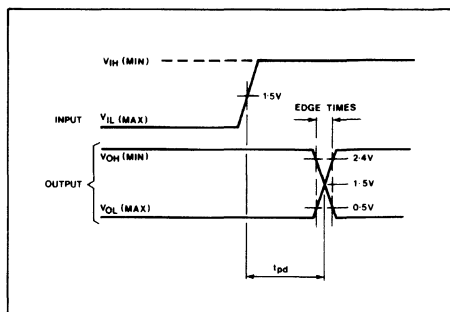 VIH (MIN)
1·5V
EDGE TIMES
INPUT
VIL (MAX)
VOH (MIN)
2·4V
OUTPUT
1·5V
VOL (MAX)
0·5V
tpd